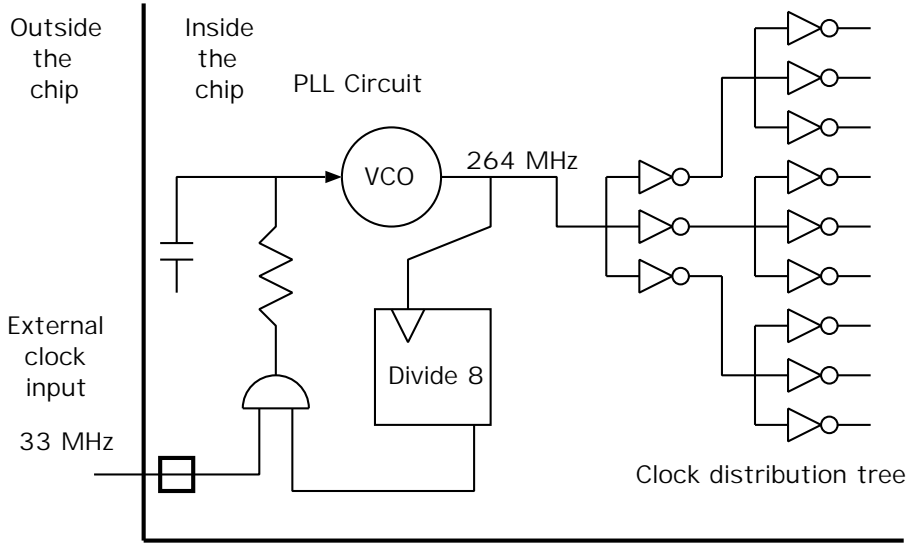 Outside
the
chip
Inside
the
chip
PLL Circuit
VCO
264 MHz
External
clock
input
Divide 8
33 MHz
Clock distribution tree